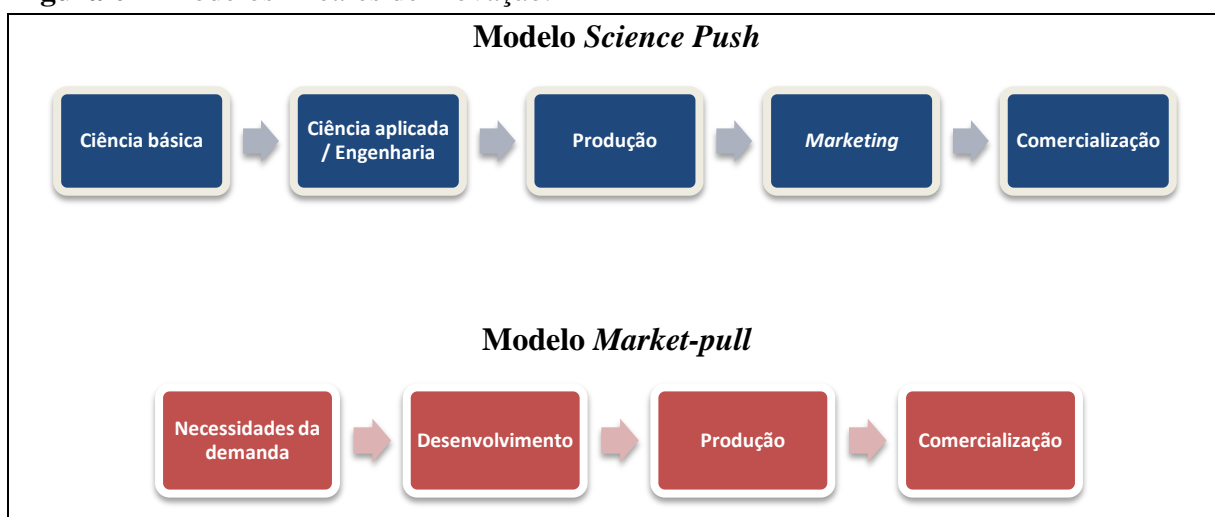 Modelo Science Push
Ciência básica
Ciência aplicada
/ Engenharia
Produção
Marketing
Comercialização
Modelo Market-pull
Necessidades da
demanda
Desenvolvimento
Produção
Comercialização